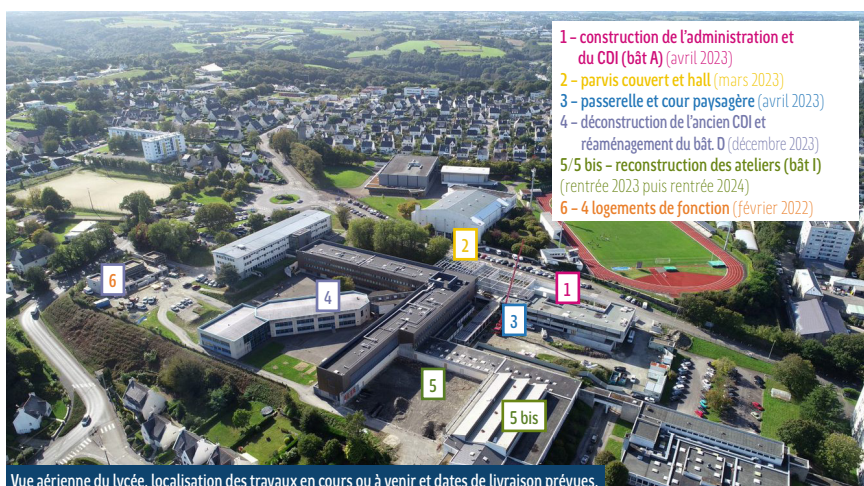 1 – construction de l'administration et
du CDI (bât A) (avril 2023)
2 – parvis couvert et hall (mars 2023)
3 – passerelle et cour paysagère (avril 2023)
4 – déconstruction de l'ancien CDI et
réaménagement du bât. D (décembre 2023)
5/5 bis – reconstruction des ateliers (bât I)
(rentrée 2023 puis rentrée 2024)
6 – 4 logements de fonction (février 2022)
2
6
1
4
3
5
5 bis
Vue aérienne du lycée, localisation des travaux en cours ou à venir et dates de livraison prévues.